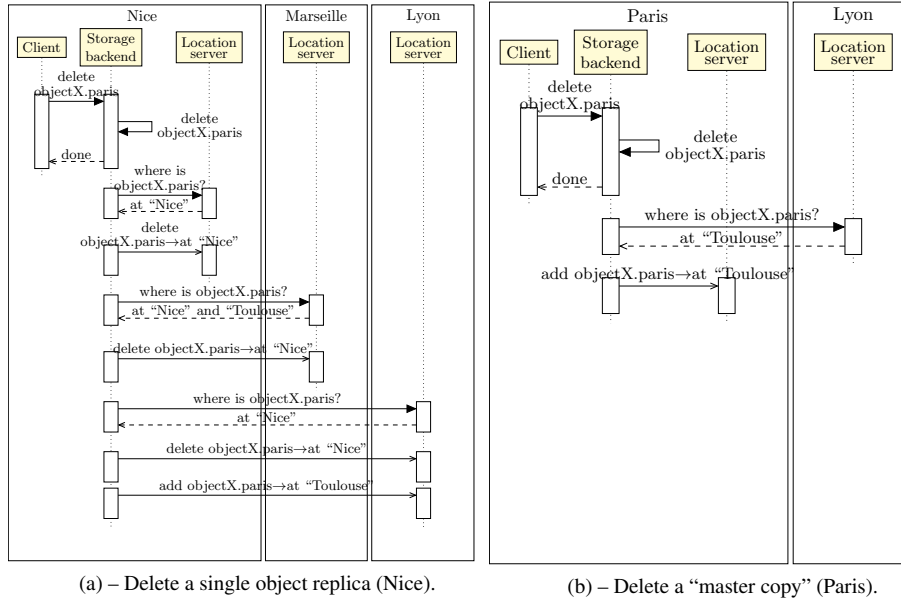 Nice
Marseille
Lyon
Client
Storage
backend
Location
server
Location
server
Location
server
delete
objectX.paris
delete
objectX.paris
done
where is
objectX.paris?
at “Nice”
delete
objectX.paris→at “Nice”
where is objectX.paris?
at “Nice” and “Toulouse”
delete objectX.paris→at “Nice”
where is objectX.paris?
at “Nice”
delete objectX.paris→at “Nice”
add objectX.paris→at “Toulouse”
(a) – Delete a single object replica (Nice).
Paris
Lyon
Client
Storage
backend
Location
server
Location
server
delete
objectX.paris
delete
objectX.paris
done
where is objectX.paris?
at “Toulouse”
add objectX.paris→at “Toulouse”
(b) – Delete a “master copy” (Paris).